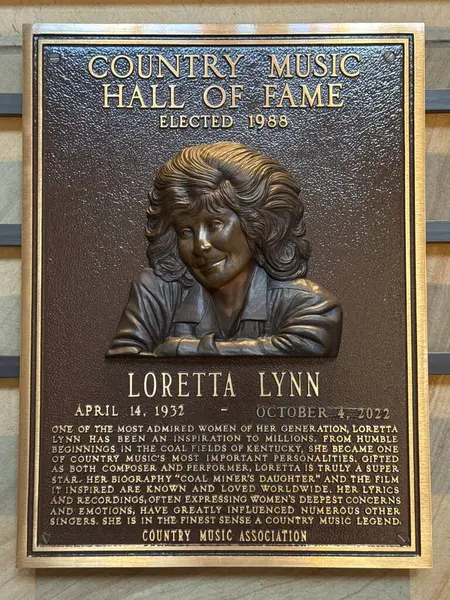 COUNTRY MUSIC
HALL OF FAME
ELECTED 1988
LORETTA LYNN
APRIL 14, 1932 - OCTOBER 4, 2022
ONE OF THE MOST ADMIRED WOMEN OF HER GENERATION, LORETTA
LYNN HAS BEEN AN INSPIRATION TO MILLIONS. FROM HUMBLE
BEGINNINGS IN THE COAL FIELDS OF KENTUCKY, SHE BECAME ONE
OF COUNTRY MUSIC'S MOST IMPORTANT PERSONALITIES. GIFTED
AS BOTH COMPOSER AND PERFORMER, LORETTA IS TRULY A SUPER
STAR. HER BIOGRAPHY "COAL MINER'S DAUGHTER" AND THE FILM
IT INSPIRED ARE KNOWN AND LOVED WORLDWIDE. HER LYRICS
AND RECORDINGS, OFTEN EXPRESSING WOMEN'S DEEPEST CONCERNS
AND EMOTIONS, HAVE GREATLY INFLUENCED NUMEROUS OTHER
SINGERS. SHE IS IN THE FINEST SENSE A COUNTRY MUSIC LEGEND.
COUNTRY MUSIC ASSOCIATION